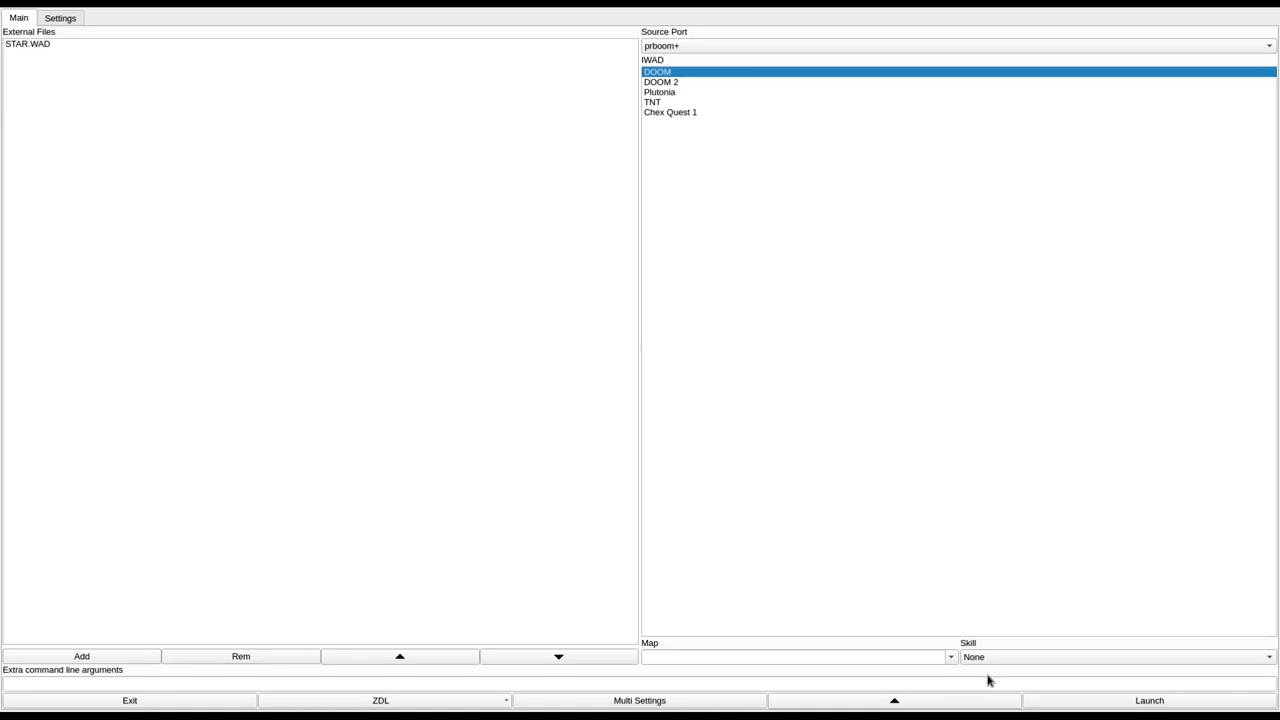 Main Settings
External Files
STAR.WAD
Source Port
prboom+
IWAD
DOOM
DOOM 2
Plutonia
TNT
Chex Quest 1
Add Rem
Map Skill
None
Extra command line arguments
Exit ZDL Multi Settings Launch